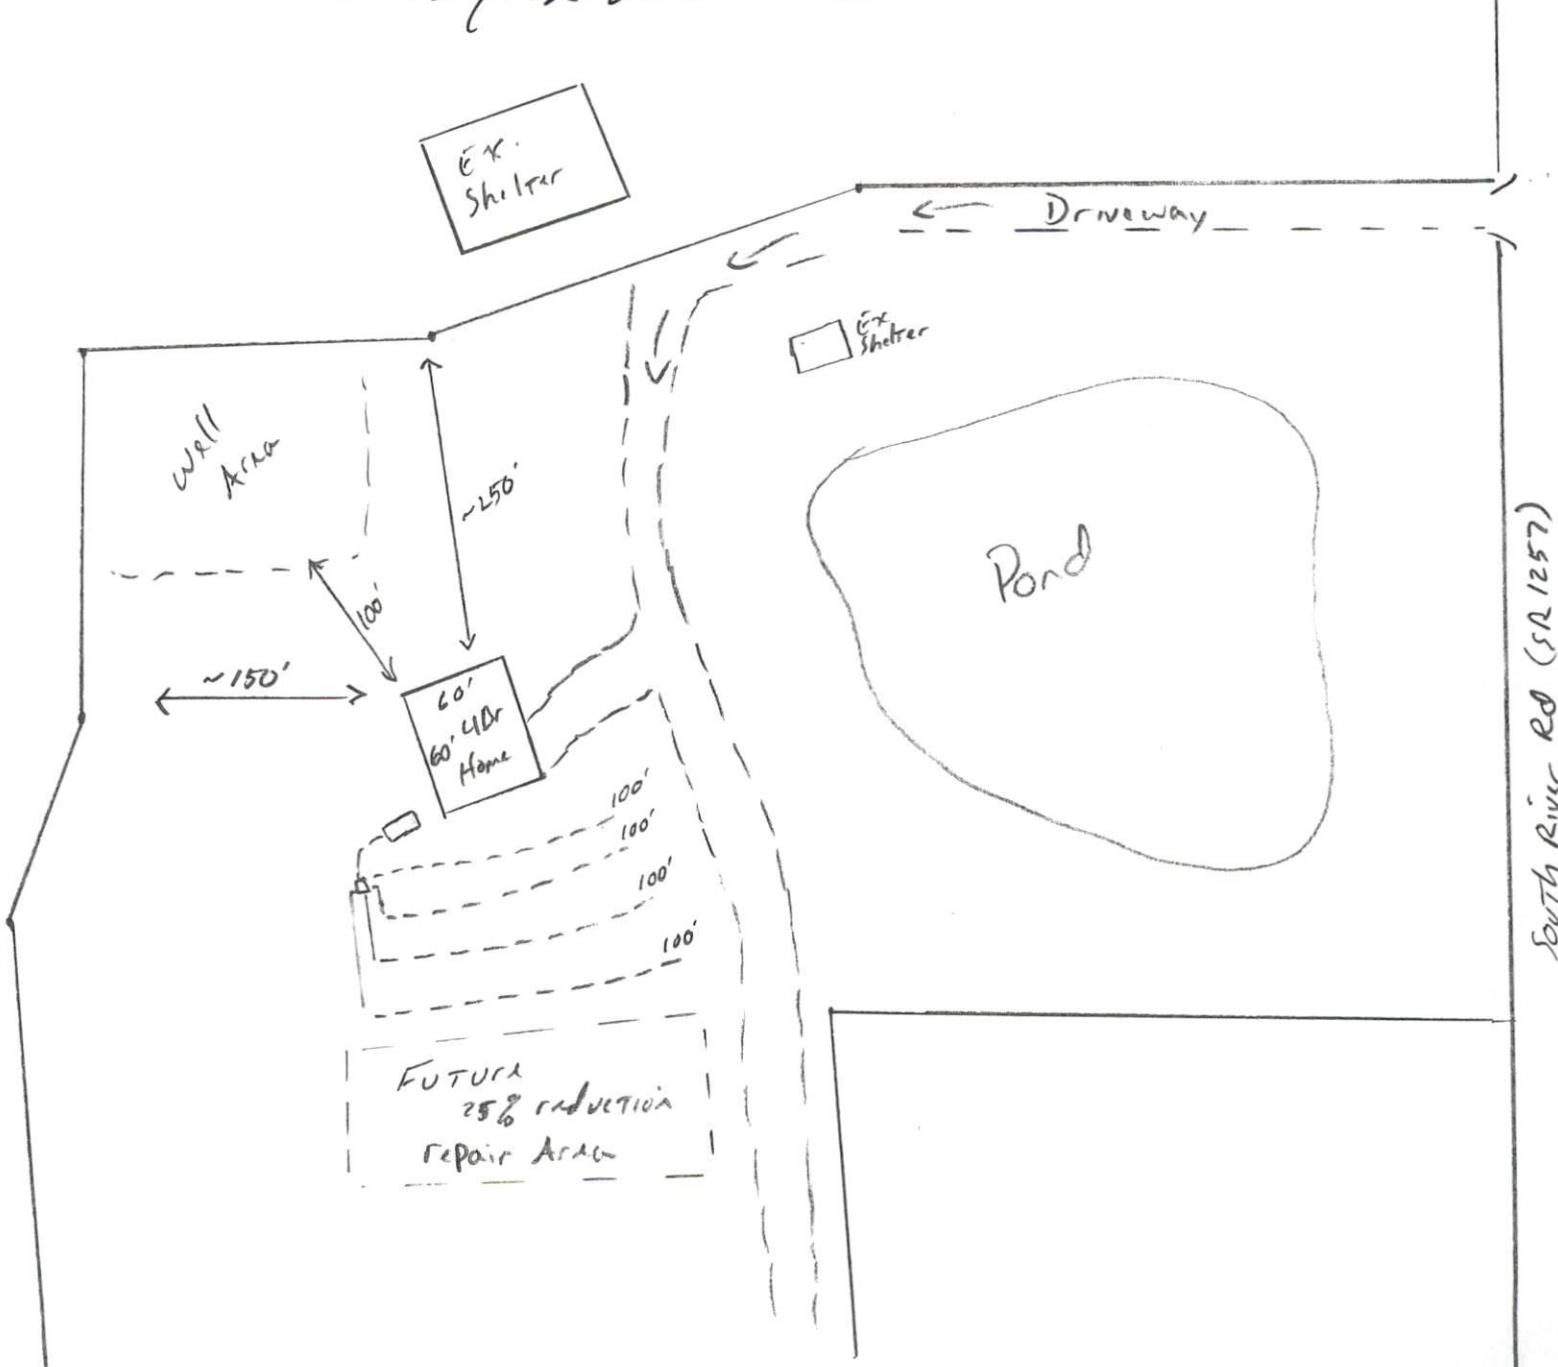 Ex.
Shelter
Driveway
Ex
Shelter
Well
Area
~250'
100'
~150'
60'
60' 4Br
Home
Pond
South River Rd (SR 1257)
100'
100'
100'
100'
Future
25% reduction
repair Area